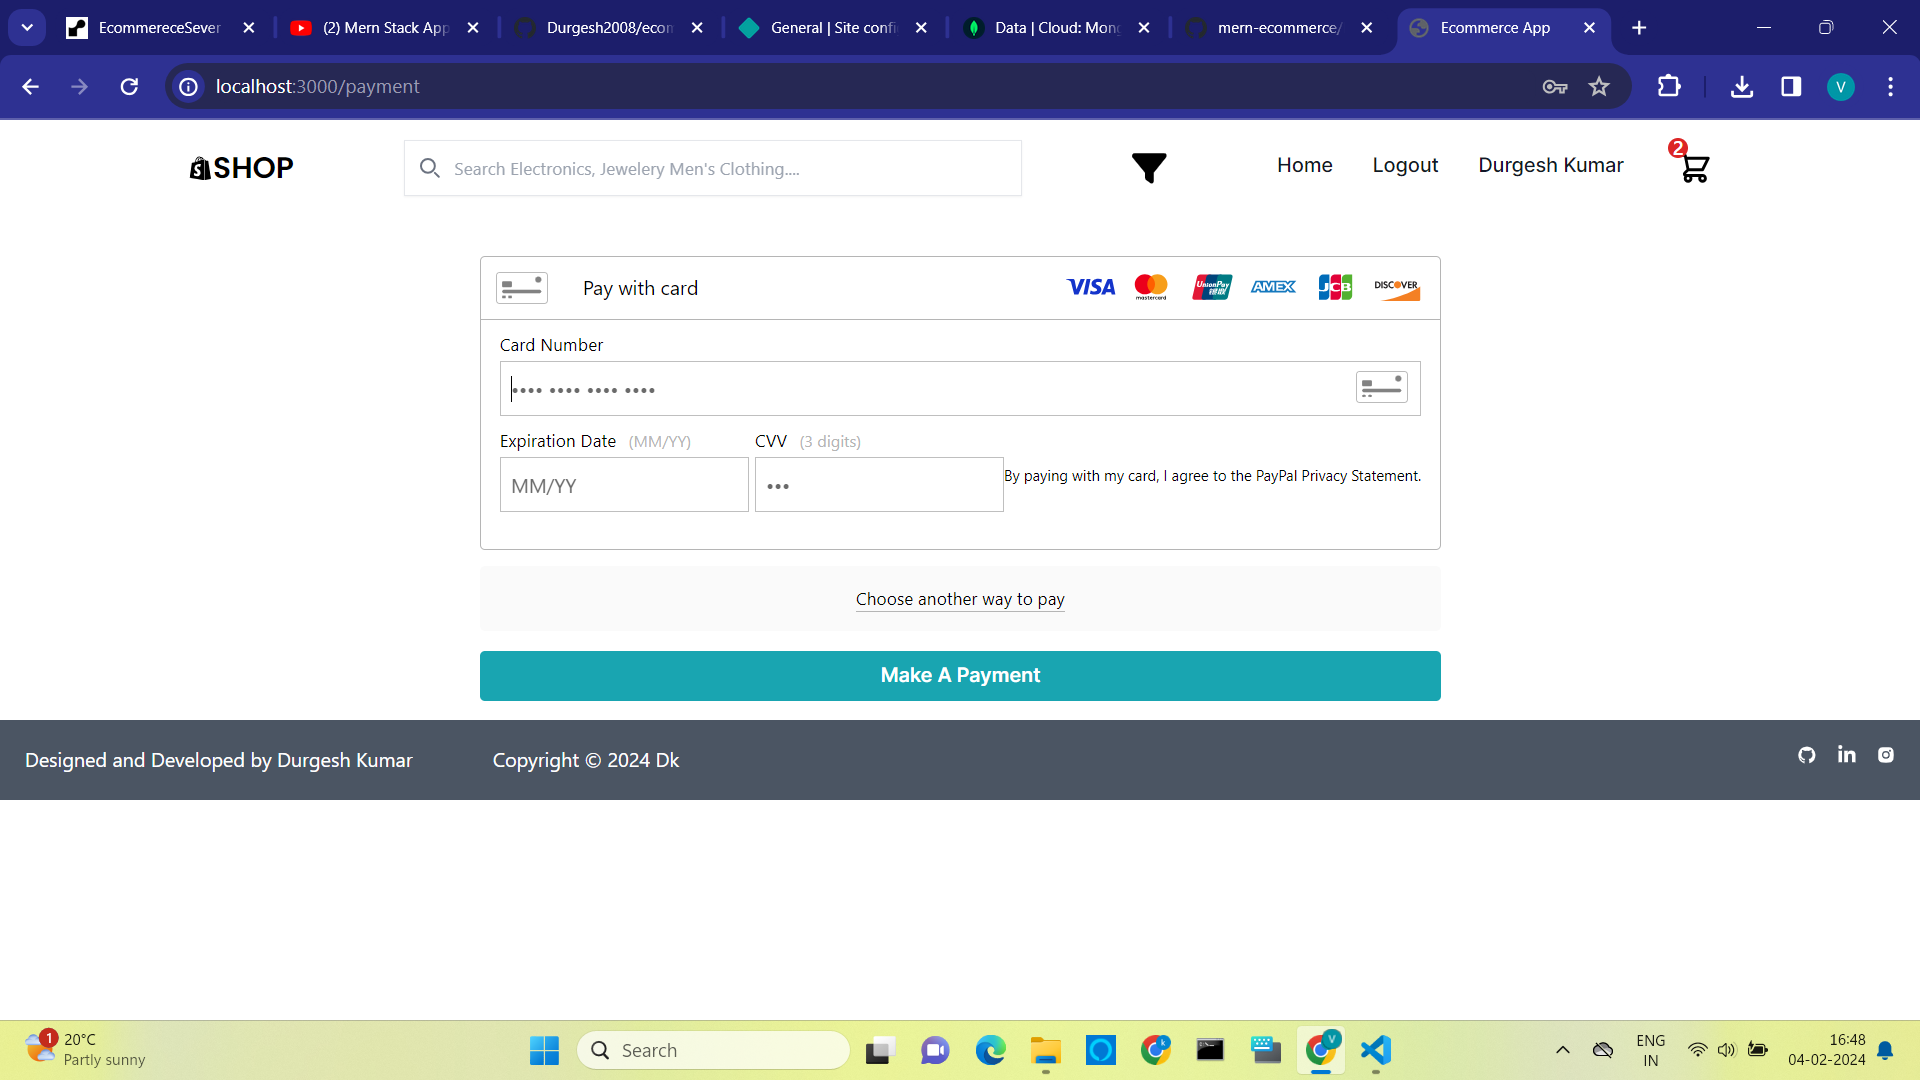 EcommereceSever
(2) Mern Stack App
Durgesh2008/econ
General | Site confi
Data | Cloud: Mong
mern-ecommerce/
Ecommerce App
localhost:3000/payment
V
SHOP
Search Electronics, Jewelery Men's Clothing....
Home
Logout
Durgesh Kumar
2
Pay with card
VISA
mastercard
UnionPay
AMEX
JCB
DISCOVER
Card Number
•••• •••• •••• ••••
Expiration Date (MM/YY)
CVV (3 digits)
MM/YY
•••
By paying with my card, I agree to the PayPal Privacy Statement.
Choose another way to pay
Make A Payment
Designed and Developed by Durgesh Kumar
Copyright © 2024 Dk
1
20°C
Partly sunny
Search
k
V
ENG
IN
16:48
04-02-2024